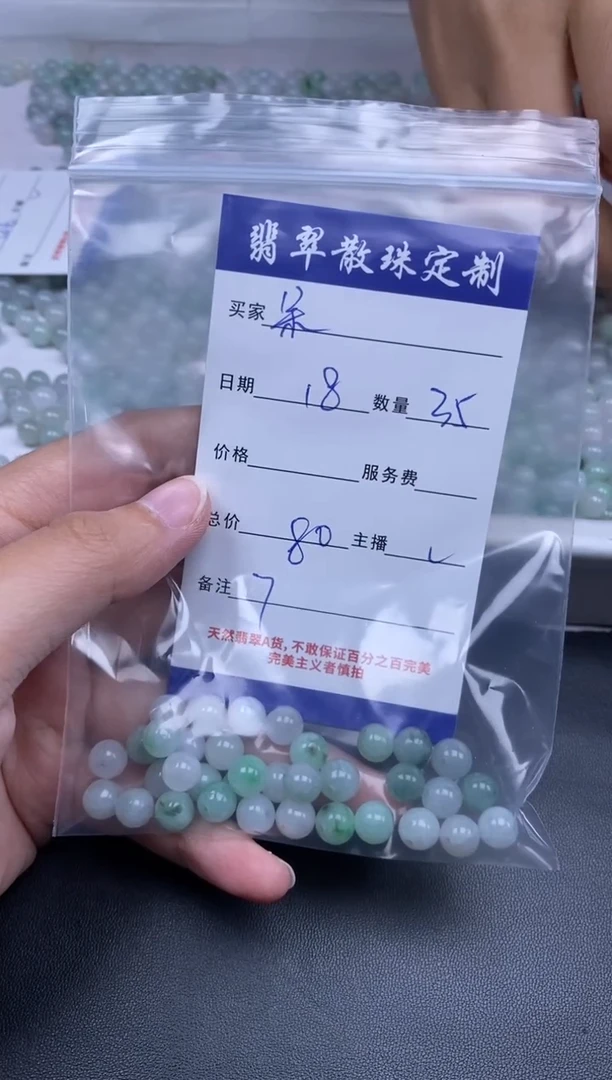 翡翠散珠定制
买家
日期 18 数量 35
价格 服务费
总价 80 主播
备注 7
天然翡翠A货,不敢保证百分之百完美
完美主义者慎拍